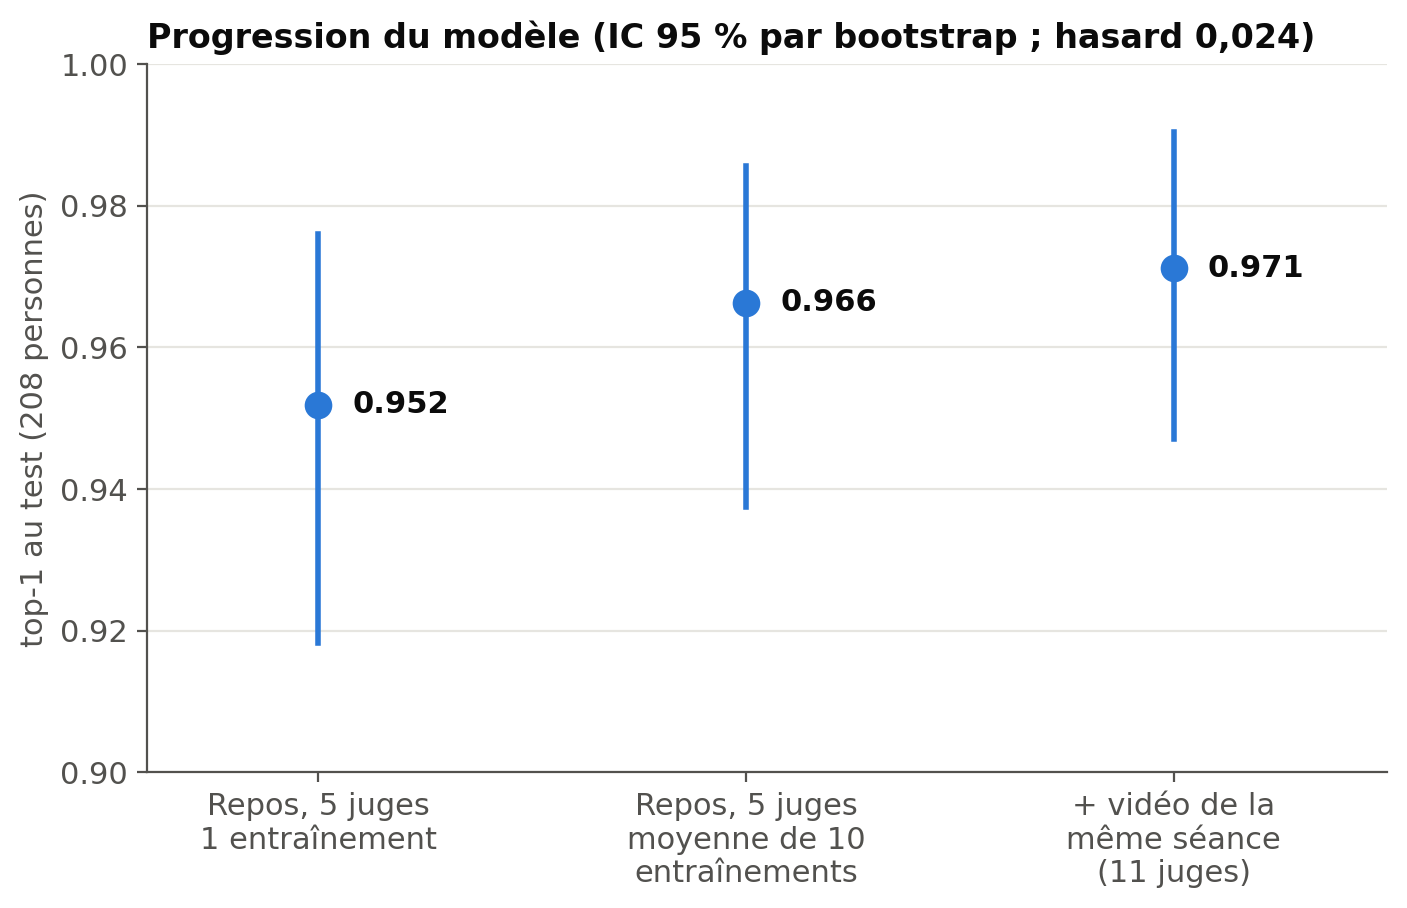 Progression du modèle (IC 95 % par bootstrap ; hasard 0,024)
top-1 au test (208 personnes)
1.00
0.98
0.96
0.94
0.92
0.90
0.952
0.966
0.971
Repos, 5 juges
1 entraînement
Repos, 5 juges
moyenne de 10
entraînements
+ vidéo de la
même séance
(11 juges)